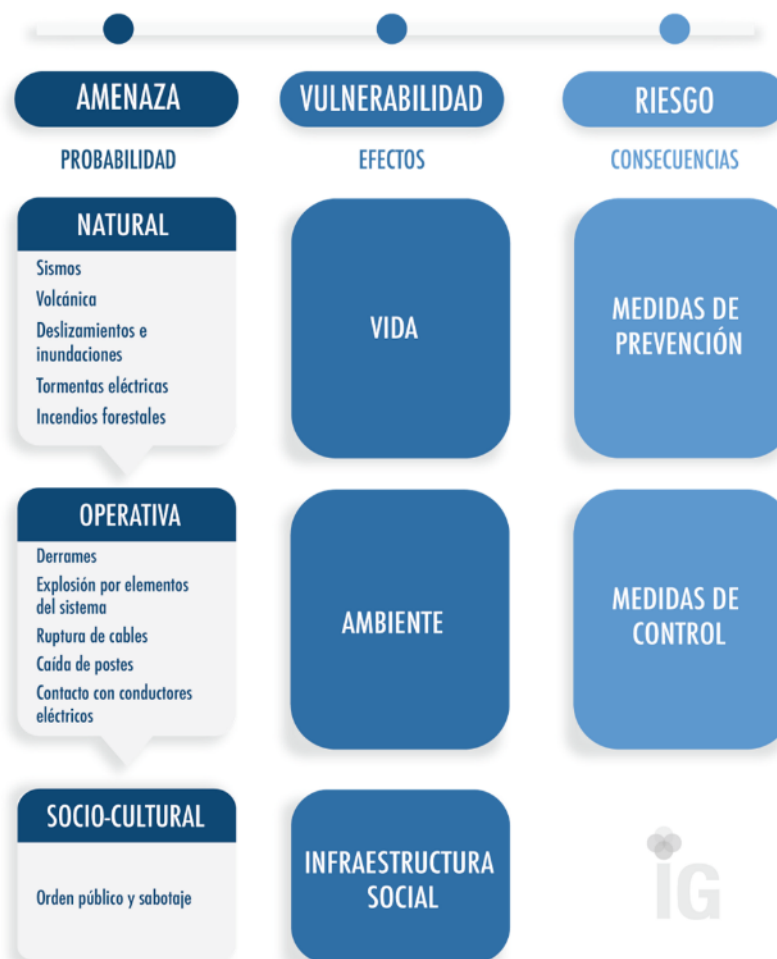 AMENAZA
PROBABILIDAD
NATURAL
Sismos
Volcánica
Deslizamientos e
inundaciones
Tormentas eléctricas
Incendios forestales
OPERATIVA
Derrames
Explosión por elementos
del sistema
Ruptura de cables
Caída de postes
Contacto con conductores
eléctricos
SOCIO-CULTURAL
Orden público y sabotaje
VULNERABILIDAD
EFECTOS
VIDA
AMBIENTE
INFRAESTRUCTURA
SOCIAL
RIESGO
CONSECUENCIAS
MEDIDAS DE
PREVENCIÓN
MEDIDAS DE
CONTROL
IG